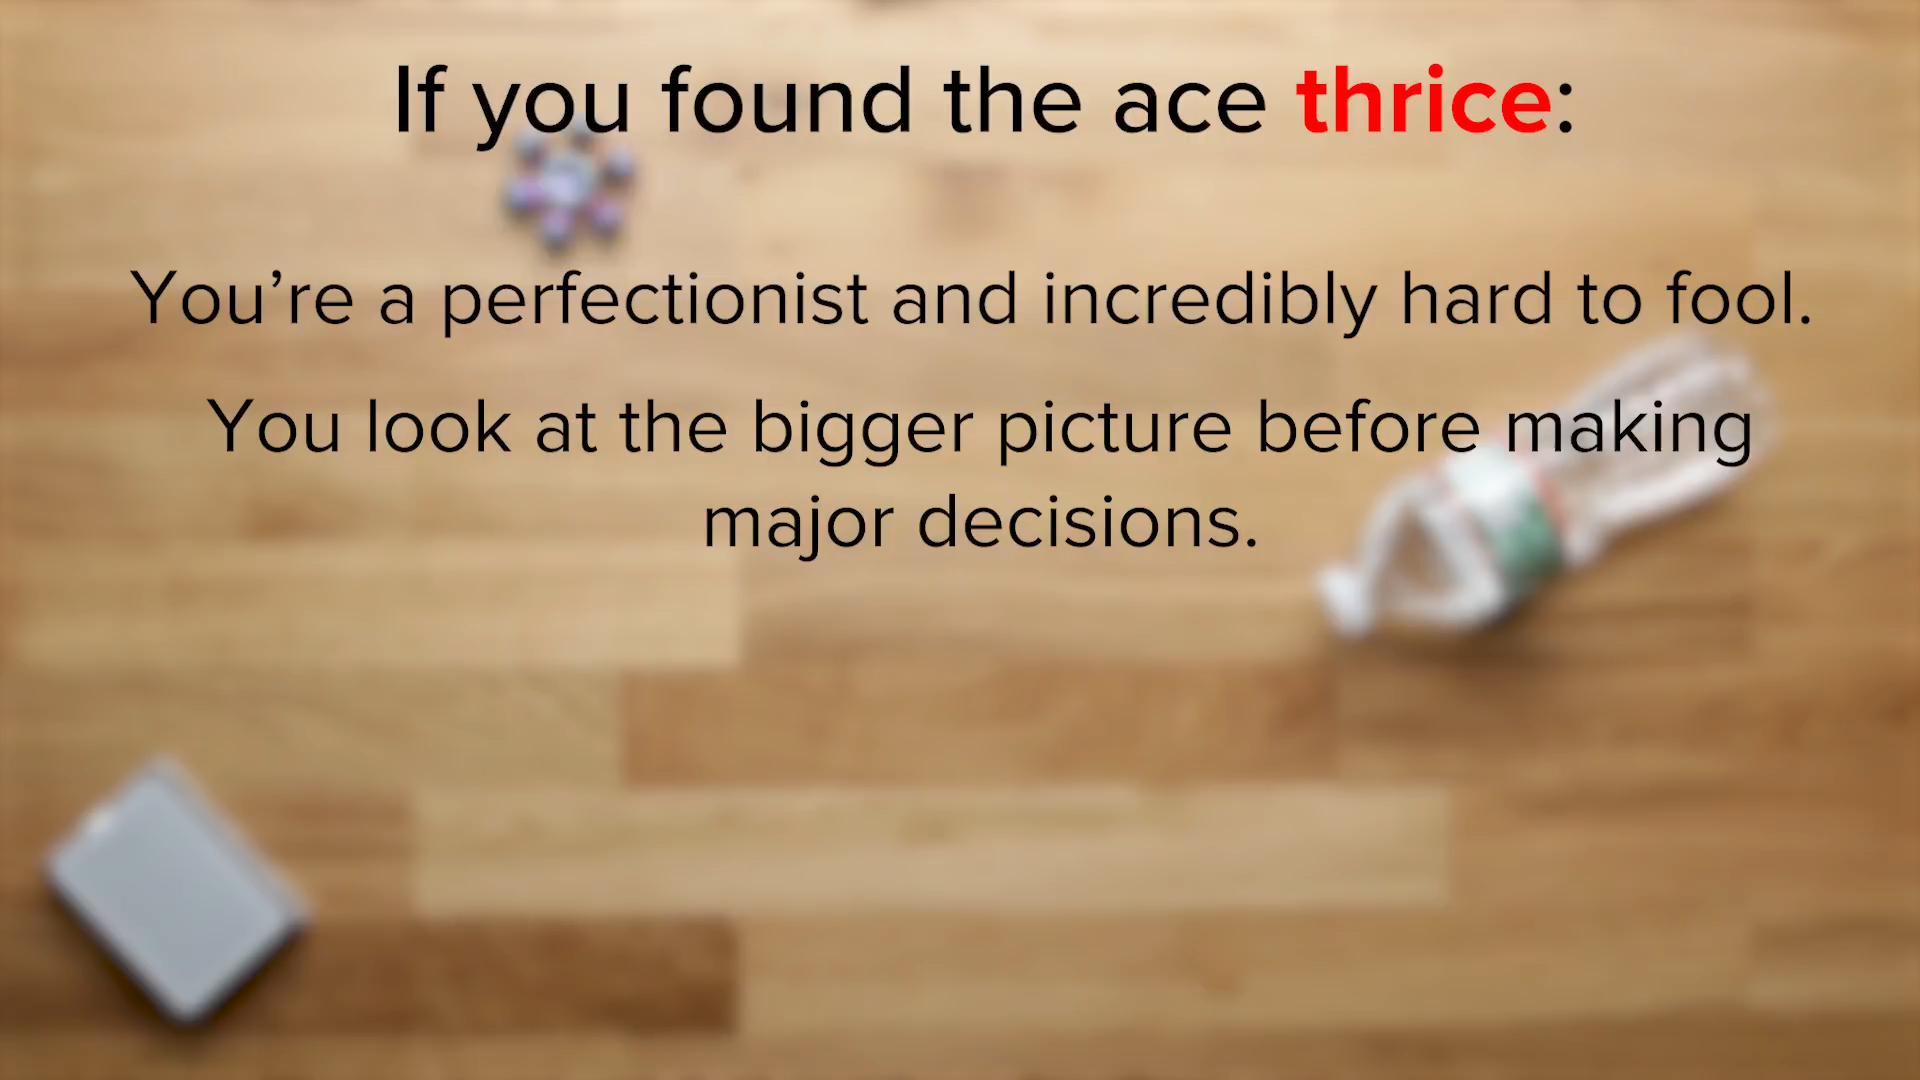 If you found the ace thrice:
You’re a perfectionist and incredibly hard to fool.
You look at the bigger picture before making
major decisions.